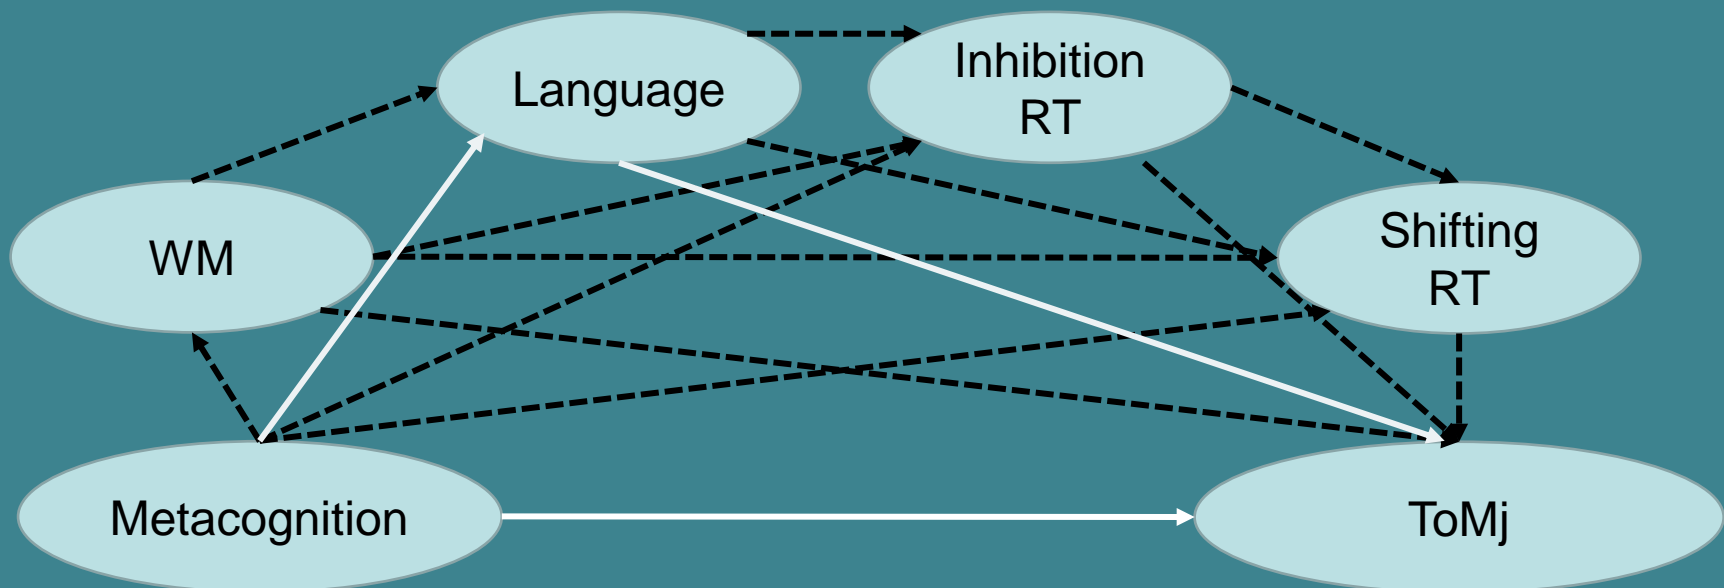 Language
Inhibition
RT
WM
Shifting
RT
Metacognition
ToMj